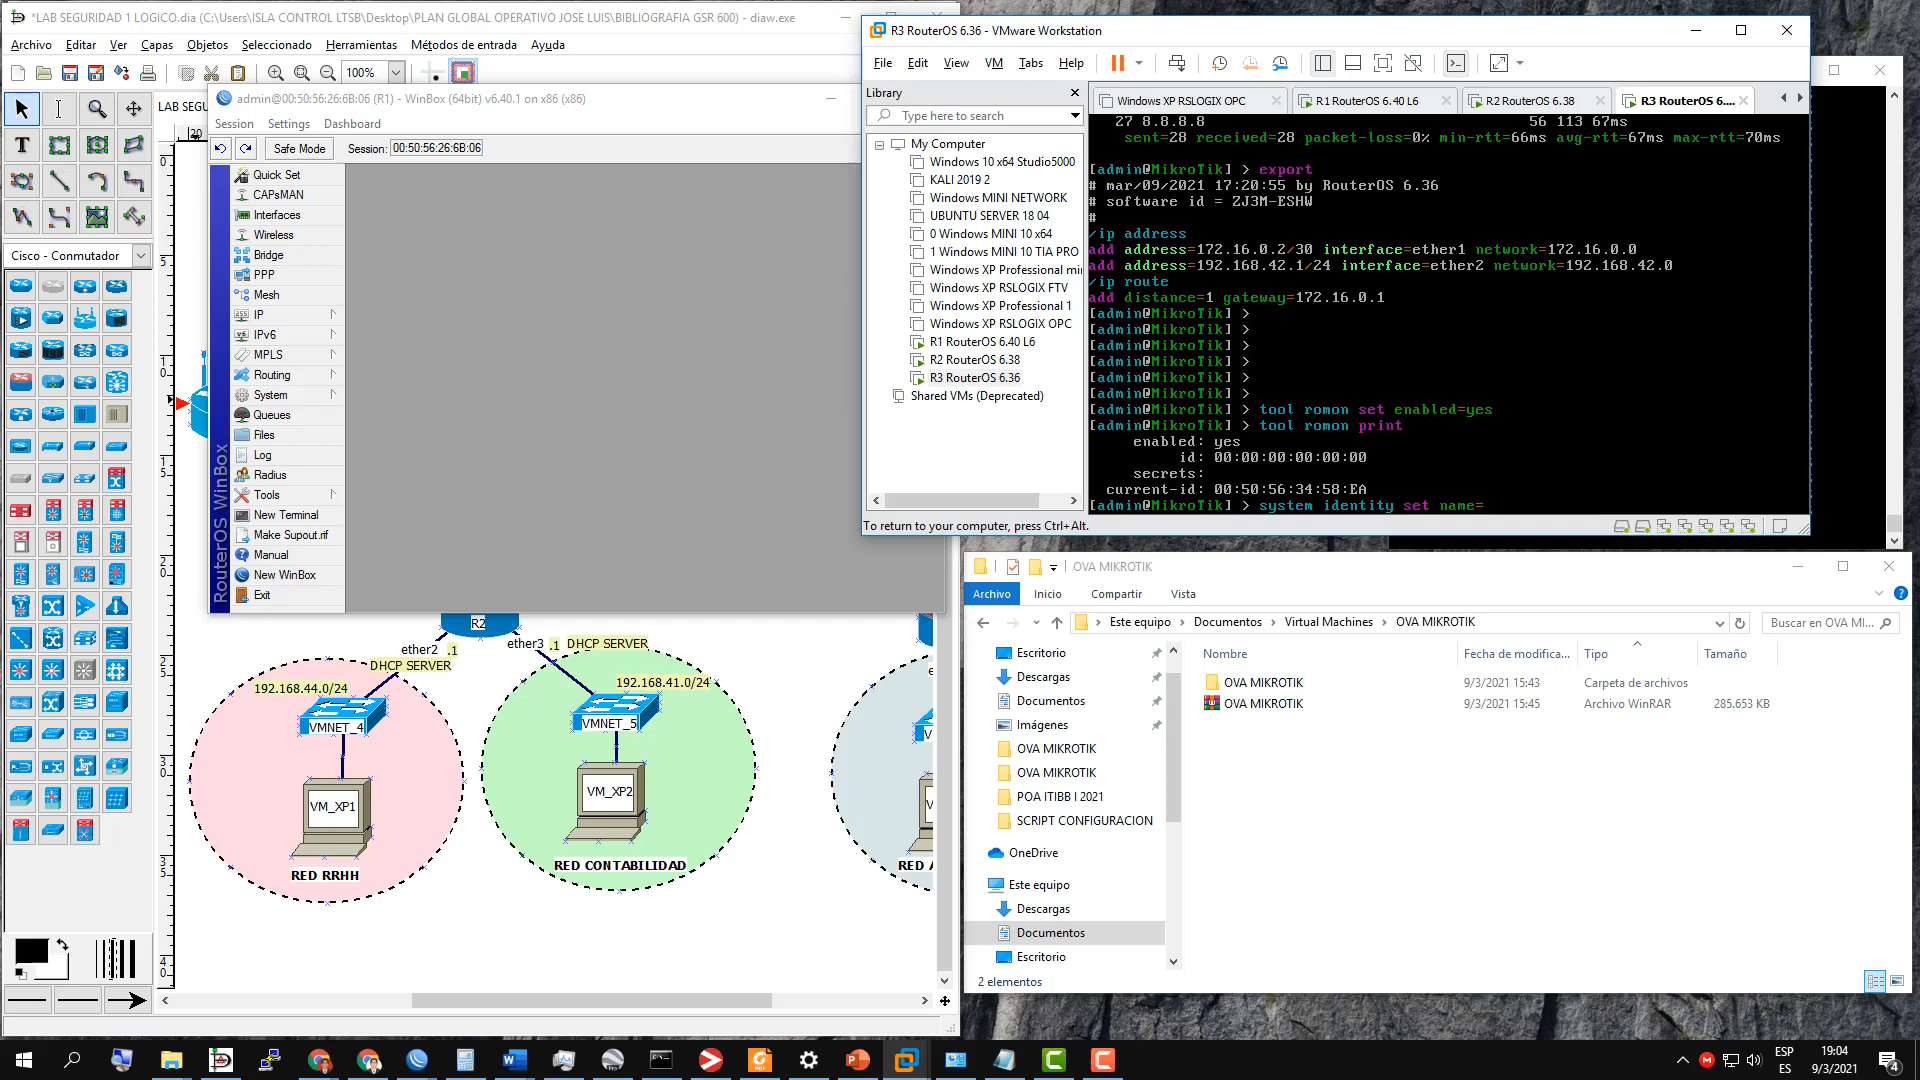 *LAB SEGURIDAD 1 LOGICO.dia (C:\Users\ISLA CONTROL LTSB\Desktop\PLAN GLOBAL OPERATIVO JOSE LUIS\BIBLIOGRAFIA GSR 600) - diaw.exe
Archivo Editar Ver Capas Objetos Seleccionado Herramientas Métodos de entrada Ayuda
100%
LAB SEGU
Cisco - Conmutador
admin@00:50:56:26:6B:06 (R1) - WinBox (64bit) v6.40.1 on x86 (x86)
Session Settings Dashboard
Safe Mode Session: 00:50:56:26:6B:06
Quick Set
CAPsMAN
Interfaces
Wireless
Bridge
PPP
Mesh
IP
IPv6
MPLS
Routing
System
Queues
Files
Log
Radius
Tools
New Terminal
Make Supout.rif
Manual
New WinBox
Exit
RouterOS WinBox
R2
ether2 .1
DHCP SERVER
ether3 .1 DHCP SERVER
192.168.44.0/24
192.168.41.0/24
VMNET_4
VMNET_5
VM_XP1
VM_XP2
RED RRHH
RED CONTABILIDAD
RED A
R3 RouterOS 6.36 - VMware Workstation
File Edit View VM Tabs Help
Library
Type here to search
My Computer
Windows 10 x64 Studio5000
KALI 2019 2
Windows MINI NETWORK
UBUNTU SERVER 18 04
0 Windows MINI 10 x64
1 Windows MINI 10 TIA PRO
Windows XP Professional mi
Windows XP RSLOGIX FTV
Windows XP Professional 1
Windows XP RSLOGIX OPC
R1 RouterOS 6.40 L6
R2 RouterOS 6.38
R3 RouterOS 6.36
Shared VMs (Deprecated)
Windows XP RSLOGIX OPC R1 RouterOS 6.40 L6 R2 RouterOS 6.38 R3 RouterOS 6....
27 8.8.8.8 56 113 67ms
sent=28 received=28 packet-loss=0% min-rtt=66ms avg-rtt=67ms max-rtt=70ms
[admin@MikroTik] > export
# mar/09/2021 17:20:55 by RouterOS 6.36
# software id = ZJ3M-ESHW
#
/ip address
add address=172.16.0.2/30 interface=ether1 network=172.16.0.0
add address=192.168.42.1/24 interface=ether2 network=192.168.42.0
/ip route
add distance=1 gateway=172.16.0.1
[admin@MikroTik] >
[admin@MikroTik] >
[admin@MikroTik] >
[admin@MikroTik] >
[admin@MikroTik] >
[admin@MikroTik] >
[admin@MikroTik] > tool romon set enabled=yes
[admin@MikroTik] > tool romon print
enabled: yes
id: 00:00:00:00:00:00
secrets:
current-id: 00:50:56:34:58:EA
[admin@MikroTik] > system identity set name=
To return to your computer, press Ctrl+Alt.
OVA MIKROTIK
Archivo Inicio Compartir Vista
Este equipo Documentos Virtual Machines OVA MIKROTIK
Buscar en OVA MI...
Escritorio
Descargas
Documentos
Imágenes
OVA MIKROTIK
OVA MIKROTIK
POA ITIBB I 2021
SCRIPT CONFIGURACION
OneDrive
Este equipo
Descargas
Documentos
Escritorio
Nombre Fecha de modifica... Tipo Tamaño
OVA MIKROTIK 9/3/2021 15:43 Carpeta de archivos
OVA MIKROTIK 9/3/2021 15:45 Archivo WinRAR 285.653 KB
2 elementos
ESP
ES
19:04
9/3/2021
4